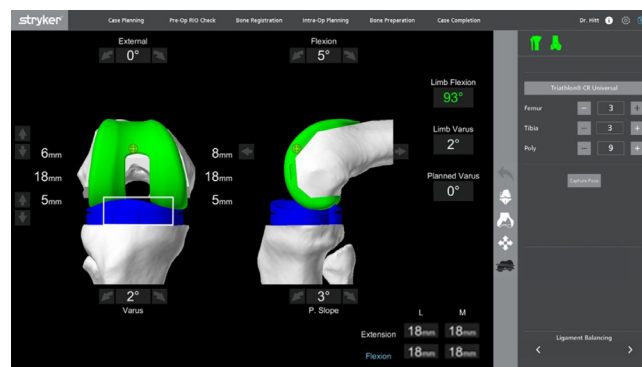 stryker
Case Planning Pre-Op RIO Check Bone Registration Intra-Op Planning Bone Preparation Case Completion Dr. Hitt
External
0°
Flexion
5°
Limb Flexion
93°
Limb Varus
2°
Planned Varus
0°
6mm 8mm
18mm 18mm
5mm 5mm
2°
Varus
3°
P. Slope
L M
Extension 18mm 18mm
Flexion 18mm 18mm
Triathlon® CR Universal
Femur − 3 +
Tibia − 3 +
Poly − 9 +
Capture Pose
Ligament Balancing